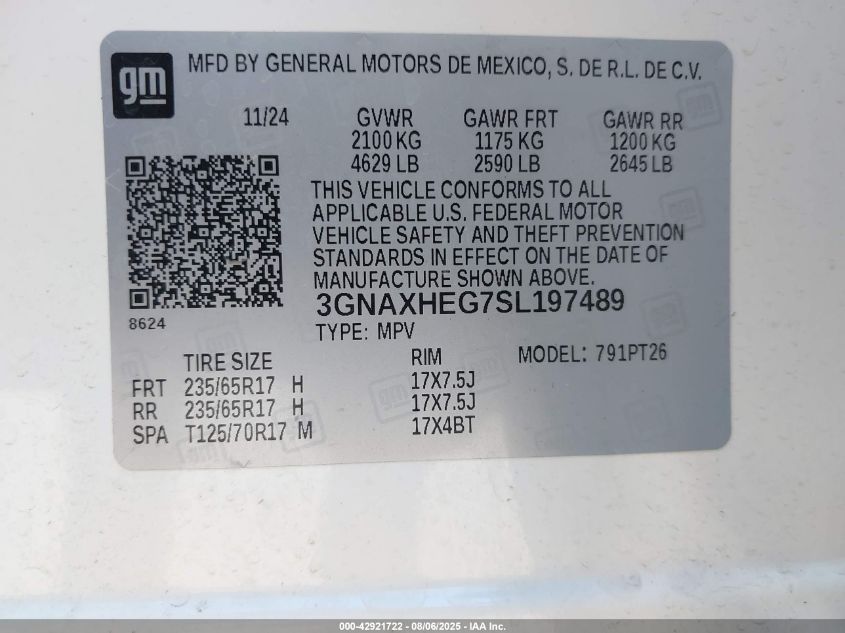 gm
MFD BY GENERAL MOTORS DE MEXICO, S. DE R.L. DE C.V.
11/24 GVWR GAWR FRT GAWR RR
2100 KG 1175 KG 1200 KG
4629 LB 2590 LB 2645 LB
THIS VEHICLE CONFORMS TO ALL
APPLICABLE U.S. FEDERAL MOTOR
VEHICLE SAFETY AND THEFT PREVENTION
STANDARDS IN EFFECT ON THE DATE OF
MANUFACTURE SHOWN ABOVE.
3GNAXHEG7SL197489
8624
TYPE: MPV
TIRE SIZE RIM MODEL: 791PT26
FRT 235/65R17 H 17X7.5J
RR 235/65R17 H 17X7.5J
SPA T125/70R17 M 17X4BT
000-42921722 - 08/06/2025 - IAA Inc.